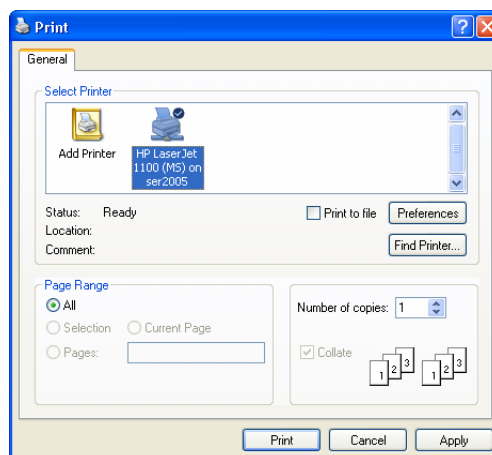 Print
General
Select Printer
Add Printer
HP LaserJet
1100 (MS) on
ser2005
Status: Ready
Print to file
Preferences
Location:
Comment:
Find Printer...
Page Range
All
Selection
Current Page
Pages:
Number of copies: 1
Collate
1 2 3 1 2 3
Print
Cancel
Apply